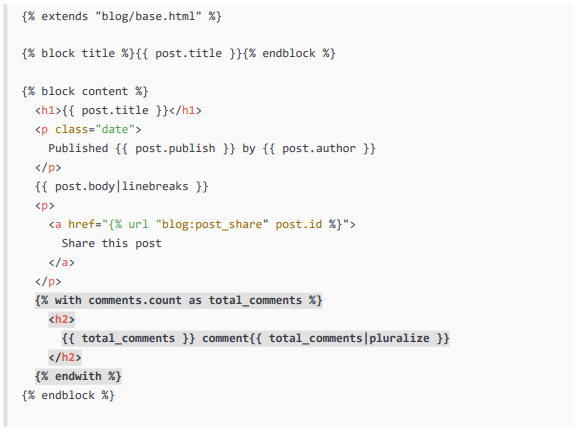 {% extends "blog/base.html" %}
{% block title %}{{ post.title }}{% endblock %}
{% block content %}
<h1>{{ post.title }}</h1>
<p class="date">
Published {{ post.publish }} by {{ post.author }}
</p>
{{ post.body|linebreaks }}
<p>
<a href="{% url "blog:post_share" post.id %}">
Share this post
</a>
</p>
{% with comments.count as total_comments %}
<h2>
{{ total_comments }} comment{{ total_comments|pluralize }}
</h2>
{% endwith %}
{% endblock %}